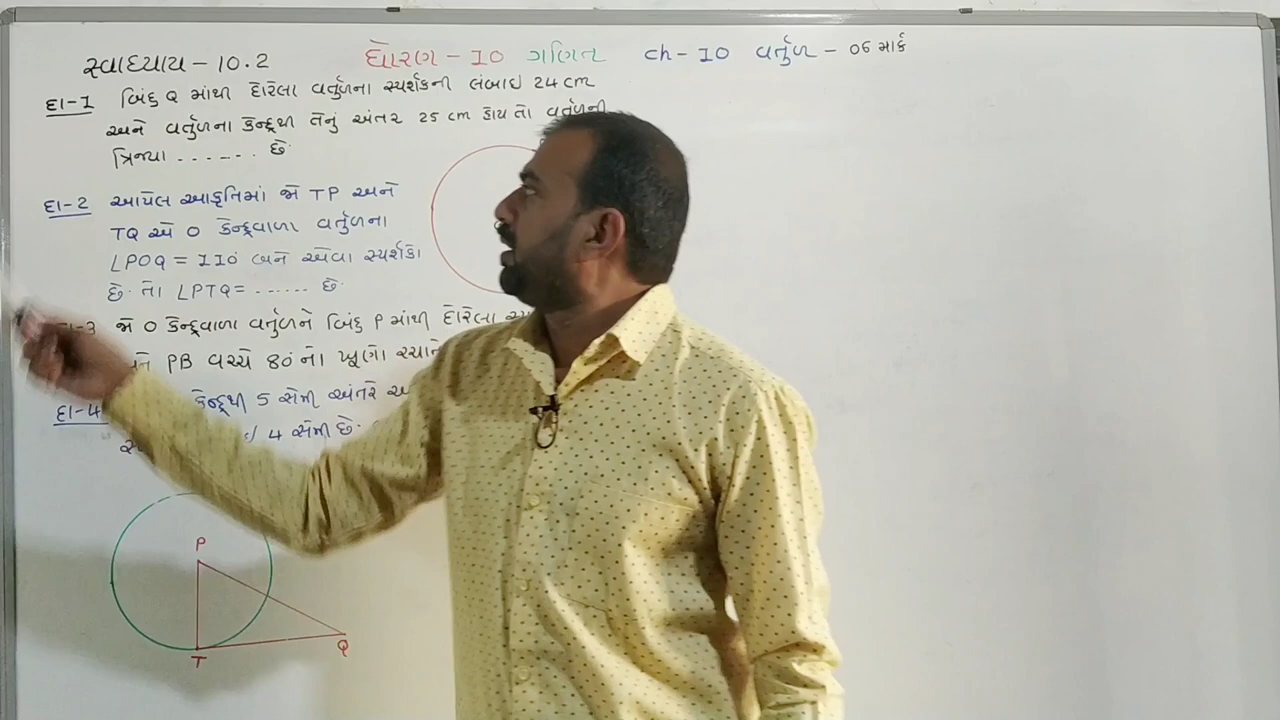 સ્વાધ્યાય - 10.2 ધોરણ - 10 ગણિત ch - 10 વર્તુળ - 06 માર્ક
દા-1 બિંદુ Q માંથી દોરેલા વર્તુળના સ્પર્શકની લંબાઇ 24 cm
અને વર્તુળના કેન્દ્રથી તેનું અંતર 25 cm હોય તો વર્તુળની
ત્રિજ્યા ...... છે.
દા-2 આપેલ આકૃતિમાં જો TP અને
TQ એ O કેન્દ્રવાળા વર્તુળના
∠POQ = 110° બને એવા સ્પર્શકો
છે. તો ∠PTQ = ...... છે.
જો O કેન્દ્રવાળા વર્તુળને બિંદુ P માંથી દોરેલા
PB વચ્ચે 80° નો ખૂણો રચાતો
દા-4 કેન્દ્રથી 5 સેમી અંતરે
4 સેમી છે.
P
T Q